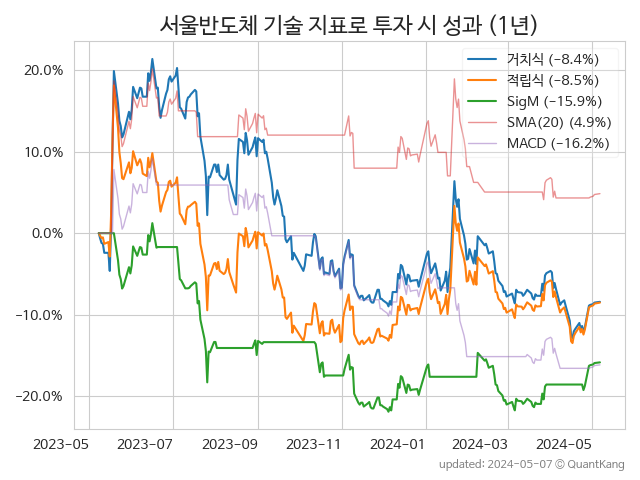 서울반도체 기술 지표로 투자 시 성과 (1년)
거치식 (−8.4%)
적립식 (−8.5%)
SigM (−15.9%)
SMA(20) (4.9%)
MACD (−16.2%)
20.0%
10.0%
0.0%
−10.0%
−20.0%
2023-05 2023-07 2023-09 2023-11 2024-01 2024-03 2024-05
updated: 2024-05-07 © QuantKang